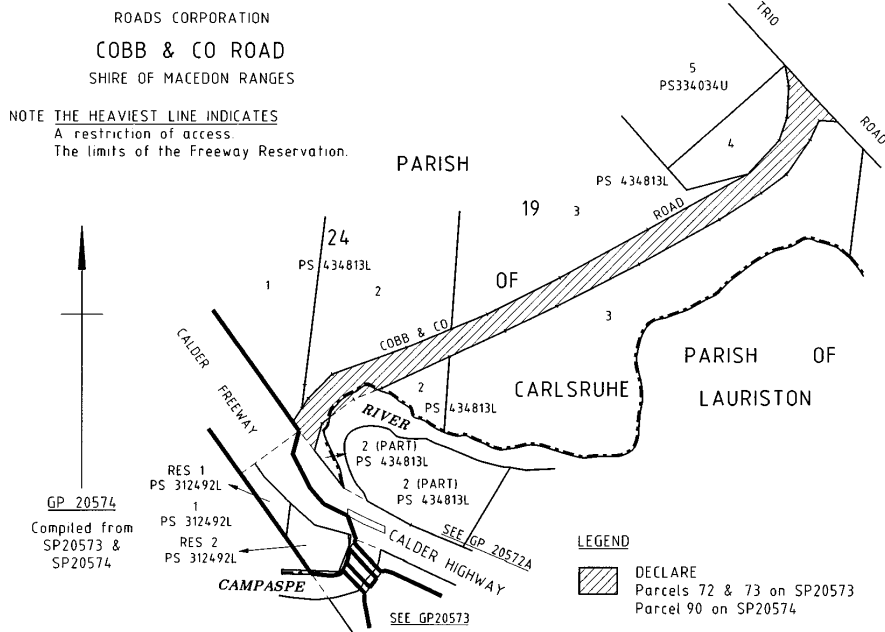 ROADS CORPORATION
COBB & CO ROAD
SHIRE OF MACEDON RANGES
NOTE THE HEAVIEST LINE INDICATES
A restriction of access.
The limits of the Freeway Reservation.
TRIO
ROAD
5
PS334034U
4
PARISH
PS 434813L
ROAD
19
3
24
PS 434813L
1
2
OF
3
COBB & CO
CALDER
FREEWAY
PARISH OF
LAURISTON
CARLSRUHE
2
PS 434813L
RIVER
2 (PART)
PS 434813L
2 (PART)
PS 434813L
RES 1
PS 312492L
1
PS 312492L
RES 2
PS 312492L
GP 20574
Compiled from
SP20573 &
SP20574
SEE GP 20572A
CALDER HIGHWAY
CAMPASPE
SEE GP20573
LEGEND
DECLARE
Parcels 72 & 73 on SP20573
Parcel 90 on SP20574